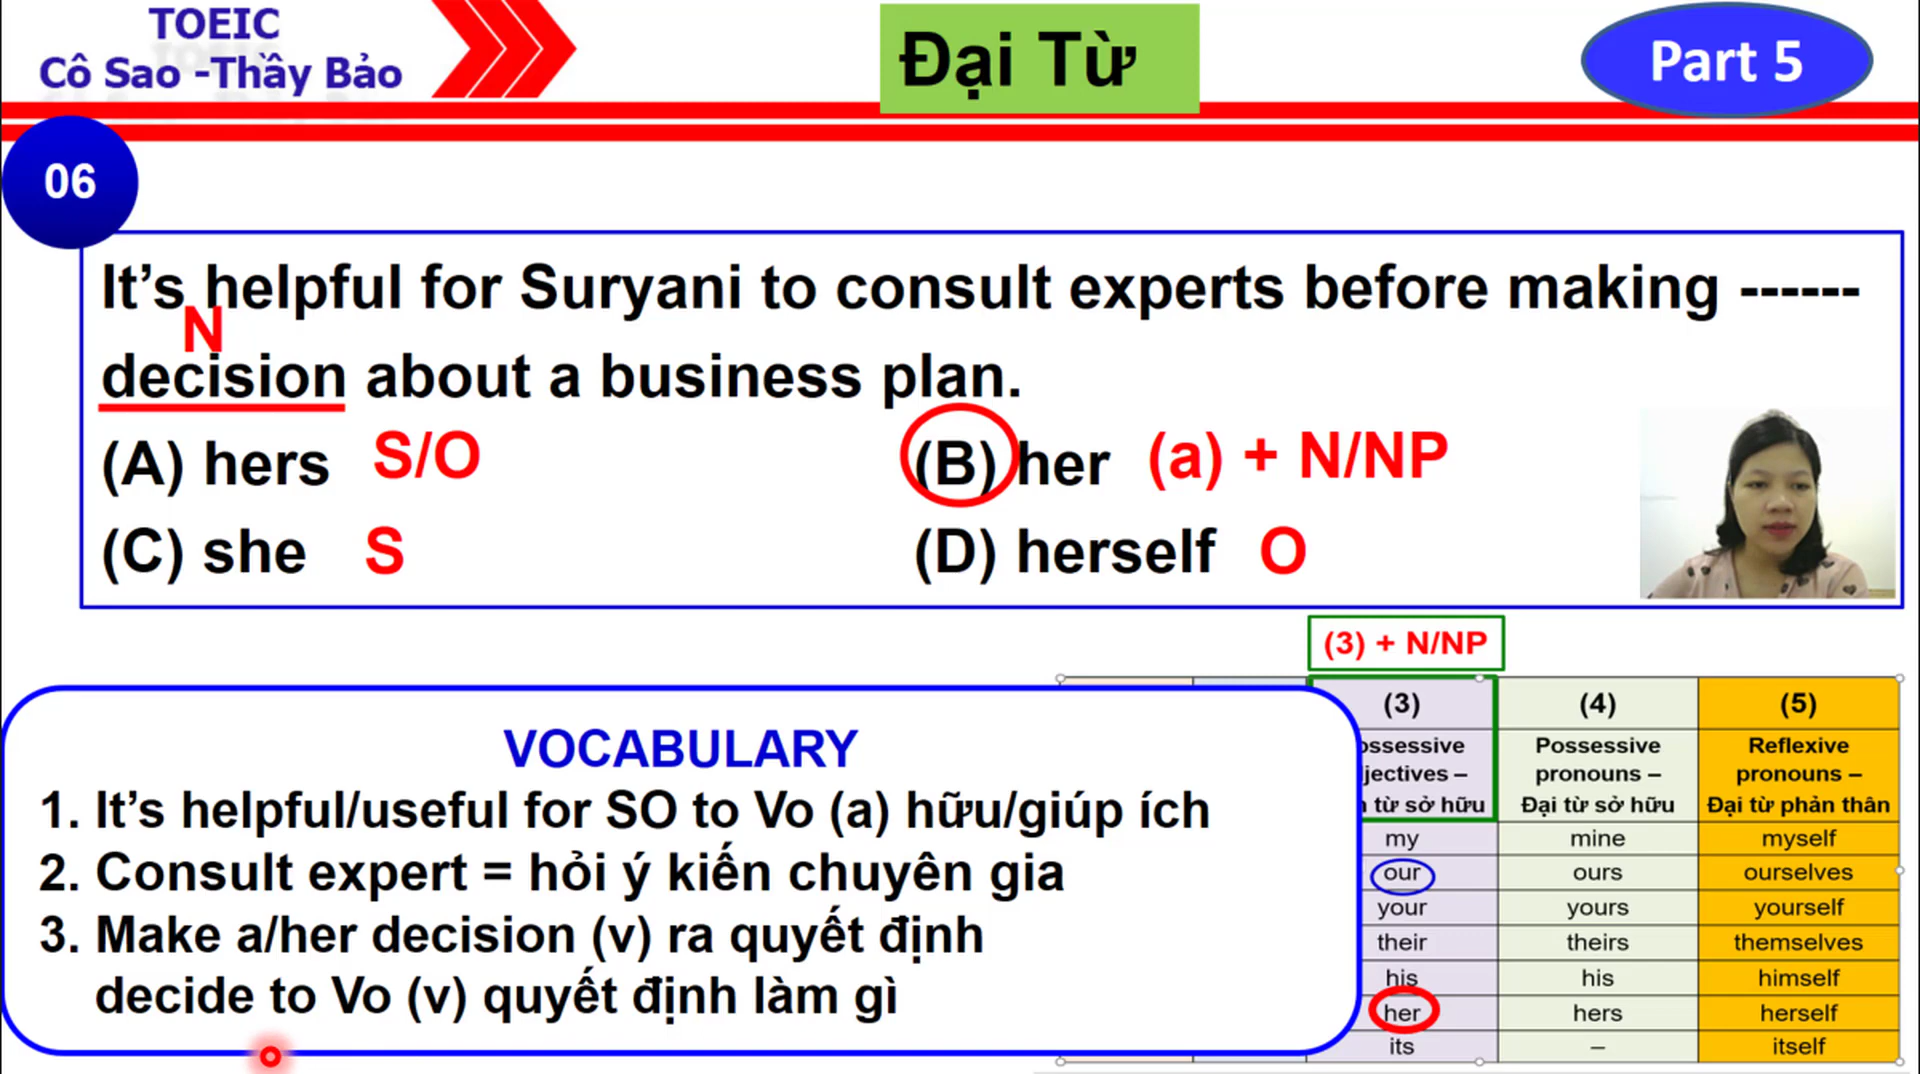 TOEIC
Cô Sao -Thầy Bảo
Đại Từ
Part 5
06
It's helpful for Suryani to consult experts before making ------
N
decision about a business plan.
(A) hers S/O
(B) her (a) + N/NP
(C) she S
(D) herself O
(3) + N/NP
VOCABULARY
1. It's helpful/useful for SO to Vo (a) hữu/giúp ích
2. Consult expert = hỏi ý kiến chuyên gia
3. Make a/her decision (v) ra quyết định
decide to Vo (v) quyết định làm gì
(3) (4) (5)
ossessive Possessive Reflexive
jectives – pronouns – pronouns –
từ sở hữu Đại từ sở hữu Đại từ phản thân
my mine myself
our ours ourselves
your yours yourself
their theirs themselves
his his himself
her hers herself
its – itself